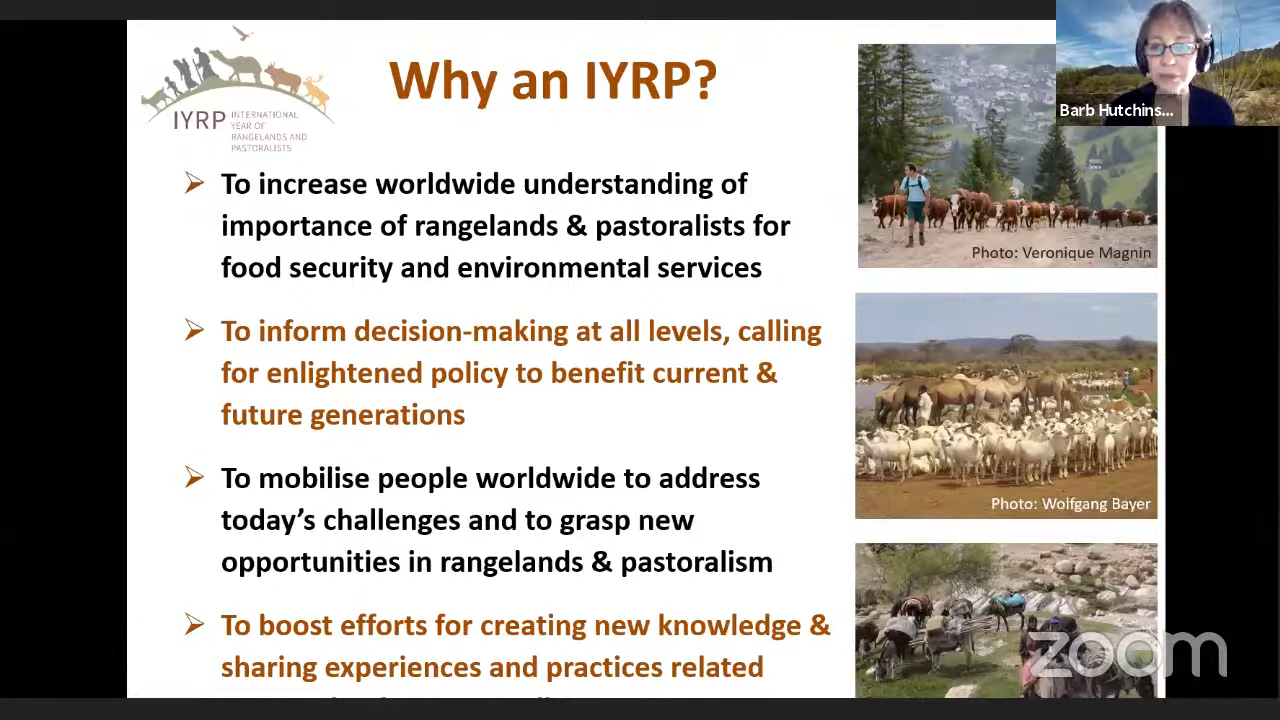 Why an IYRP?
IYRP
INTERNATIONAL
YEAR OF
RANGELANDS AND
PASTORALISTS
Barb Hutchins...
➢ To increase worldwide understanding of
importance of rangelands & pastoralists for
food security and environmental services
Photo: Veronique Magnin
➢ To inform decision-making at all levels, calling
for enlightened policy to benefit current &
future generations
Photo: Wolfgang Bayer
➢ To mobilise people worldwide to address
today's challenges and to grasp new
opportunities in rangelands & pastoralism
➢ To boost efforts for creating new knowledge &
sharing experiences and practices related
zoom